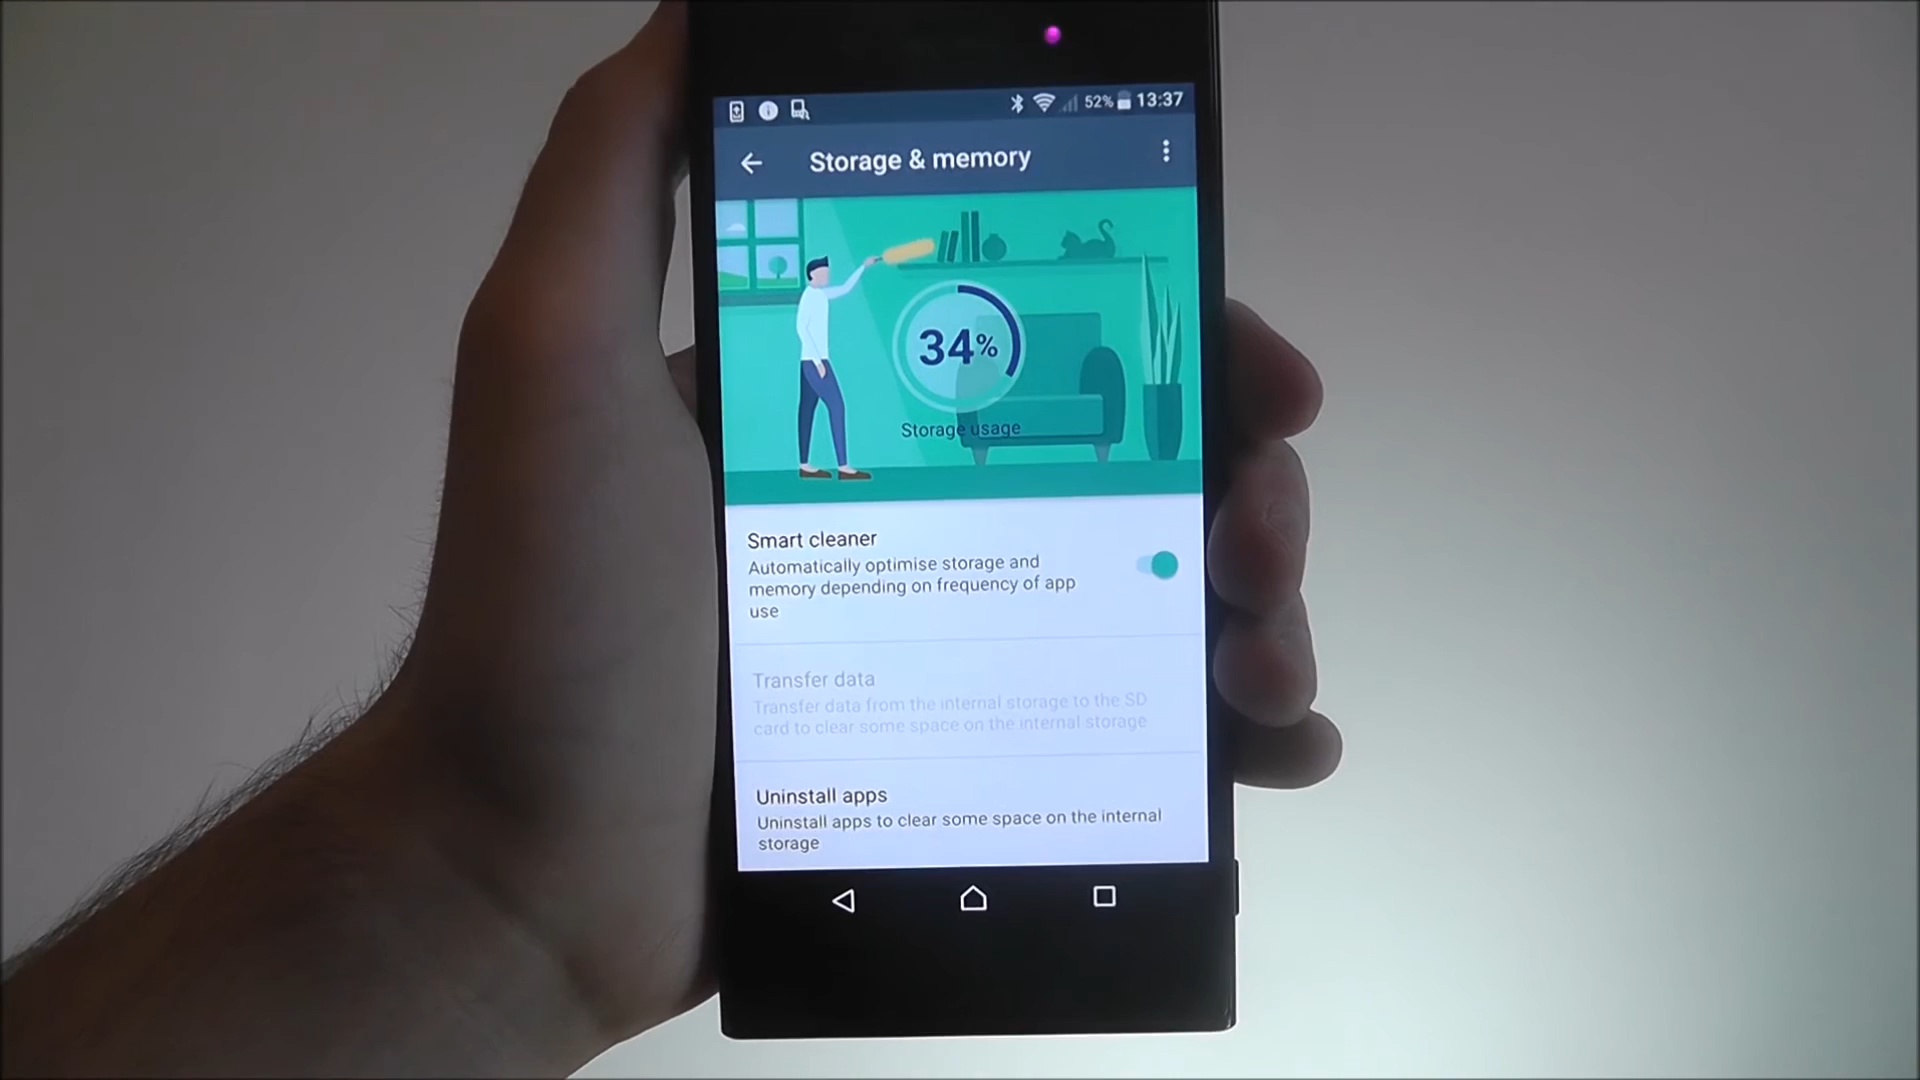 52% 13:37
Storage & memory
34%
Storage usage
Smart cleaner
Automatically optimise storage and
memory depending on frequency of app
use
Transfer data
Transfer data from the internal storage to the SD
card to clear some space on the internal storage
Uninstall apps
Uninstall apps to clear some space on the internal
storage